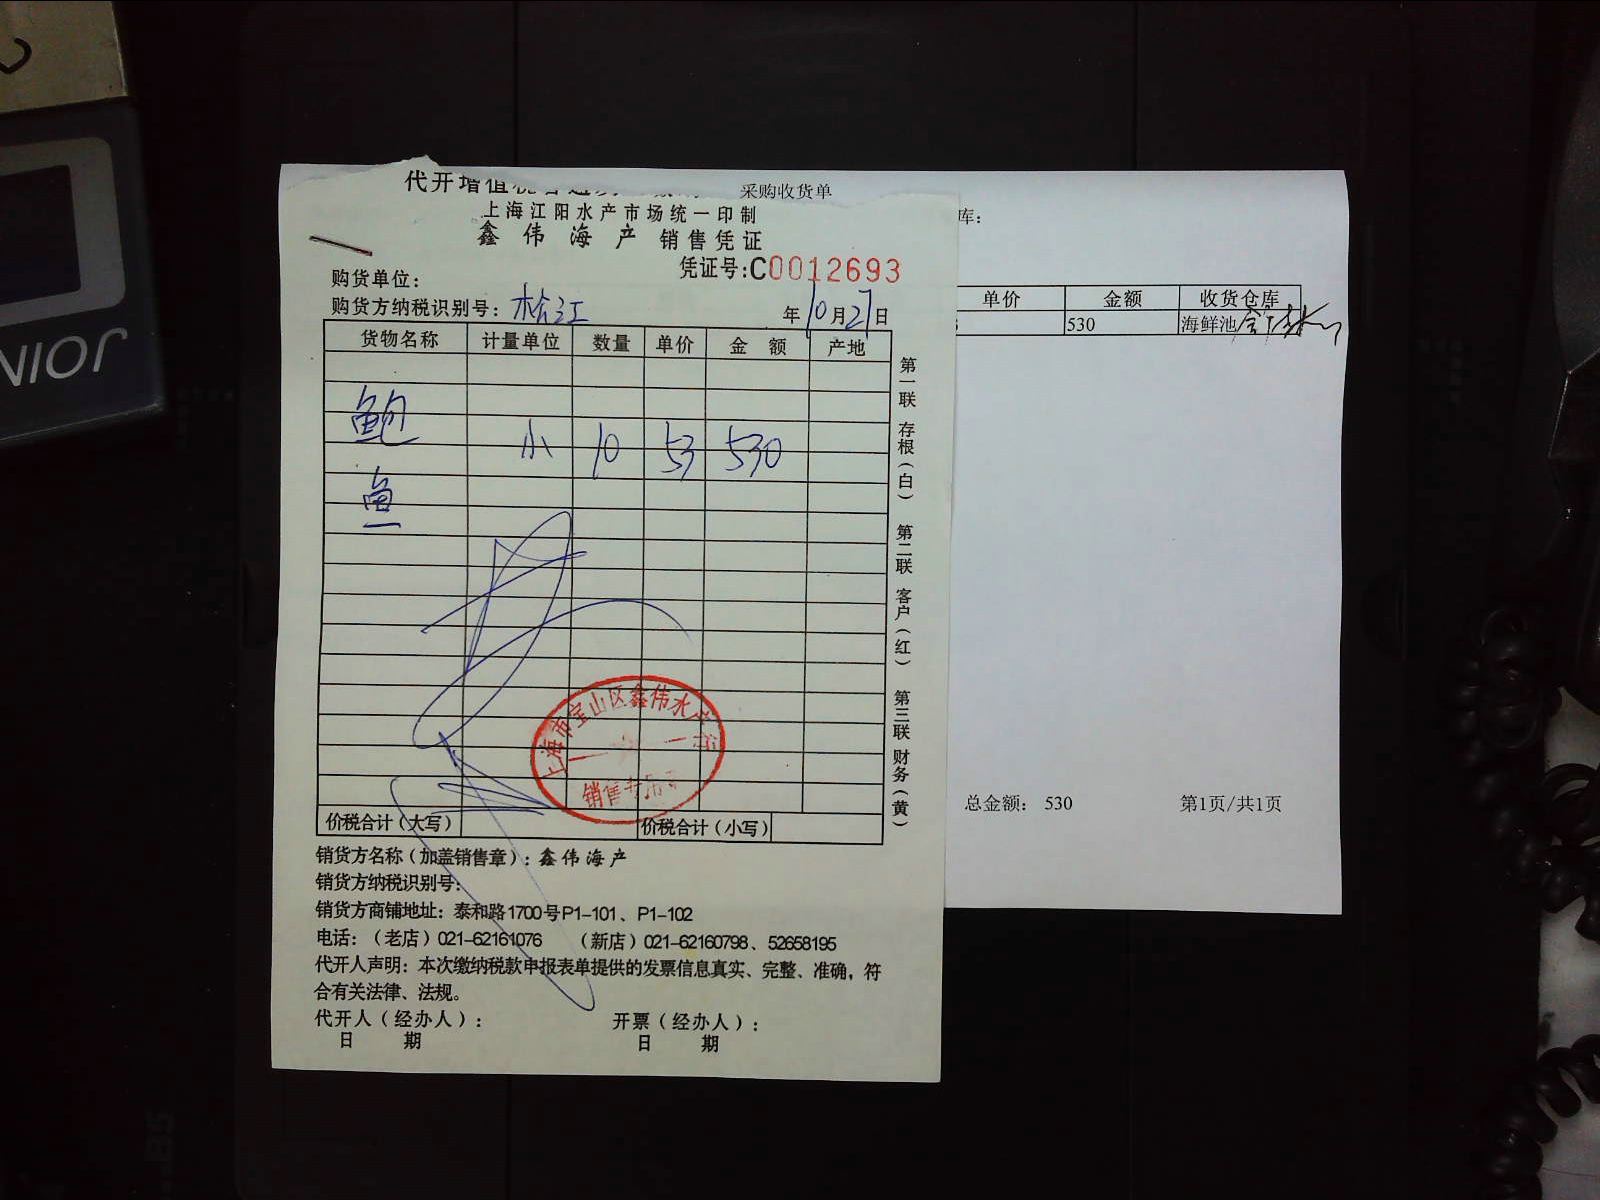 采购收货单
上海江阳水产市场统一印制
鑫伟海产 销售凭证
凭证号:C0012693
购货单位:
购货方纳税识别号: 松江 年10月27日
货物名称 计量单位 数量 单价 金额 产地
鲍 小 10 53 530
鱼
价税合计(大写) 价税合计(小写)
第一联 存根(白) 第二联 客户(红) 第三联 财务(黄)
上海市宝山区鑫伟水产行
销售专用章
销货方名称(加盖销售章): 鑫伟海产
销货方纳税识别号:
销货方商铺地址: 泰和路1700号P1-101、P1-102
电话:(老店)021-62161076 (新店)021-62160798、52658195
代开人声明: 本次缴纳税款申报表单提供的发票信息真实、完整、准确, 符
合有关法律、法规。
代开人(经办人): 开票(经办人):
日 期 日 期
库:
单价 金额 收货仓库
530 海鲜池
总金额: 530 第1页/共1页
NIOR